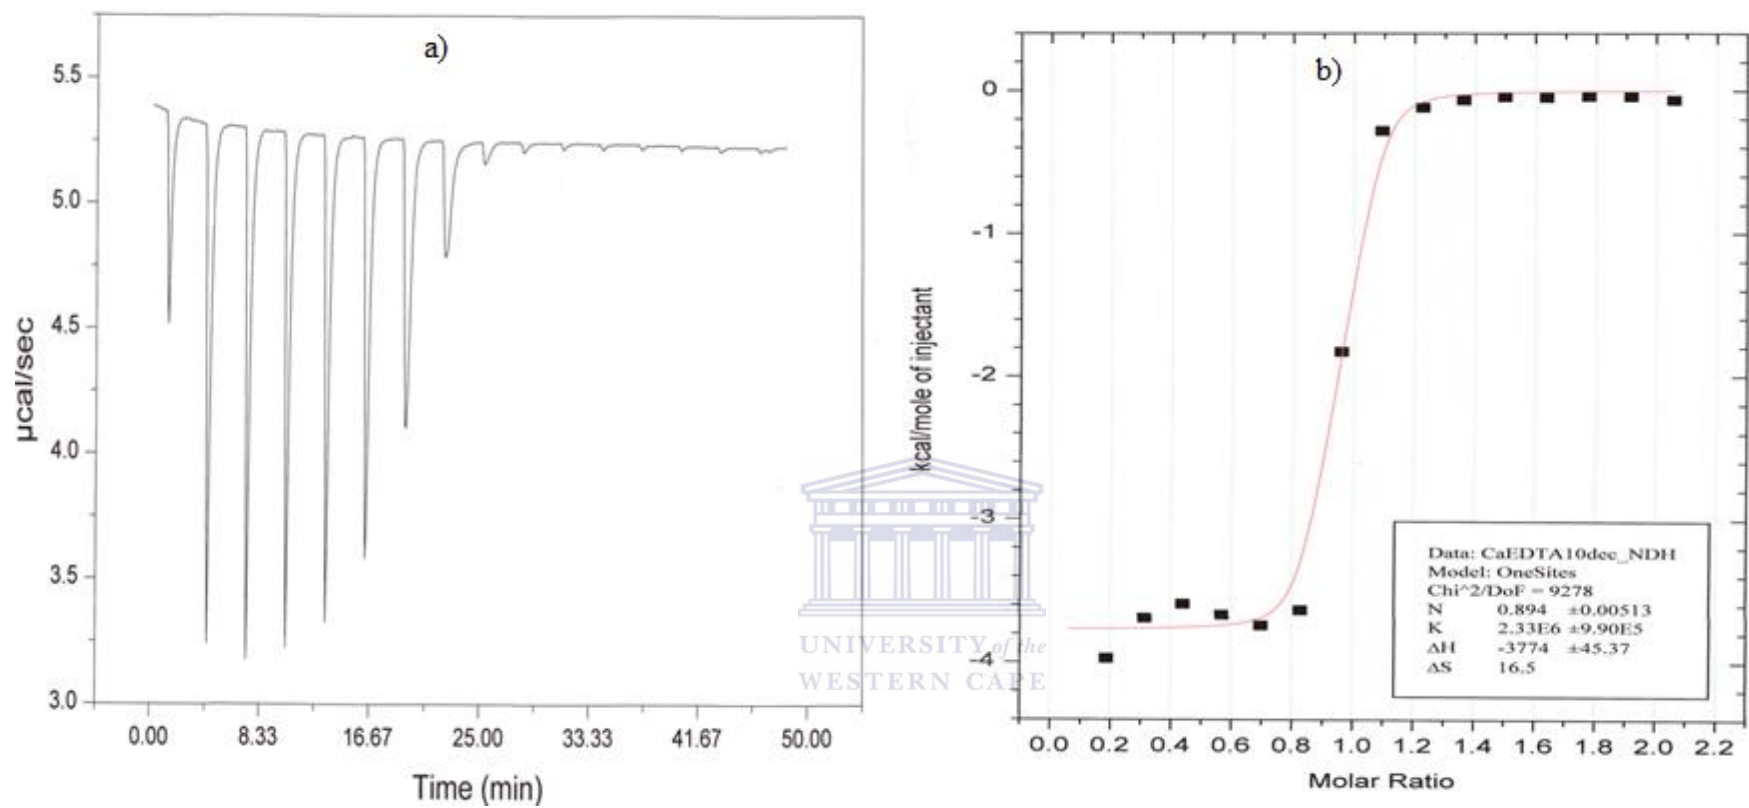 a)
5.5
5.0
4.5
4.0
3.5
3.0
µcal/sec
0.00 8.33 16.67 25.00 33.33 41.67 50.00
Time (min)
b)
0
-1
-2
-3
-4
kcal/mole of injectant
Data: CaEDTA10dec_NDH
Model: OneSites
Chi^2/DoF = 9278
N 0.894 ±0.00513
K 2.33E6 ±9.90E5
ΔH -3774 ±45.37
ΔS 16.5
0.0 0.2 0.4 0.6 0.8 1.0 1.2 1.4 1.6 1.8 2.0 2.2
Molar Ratio
UNIVERSITY of the
WESTERN CAPE